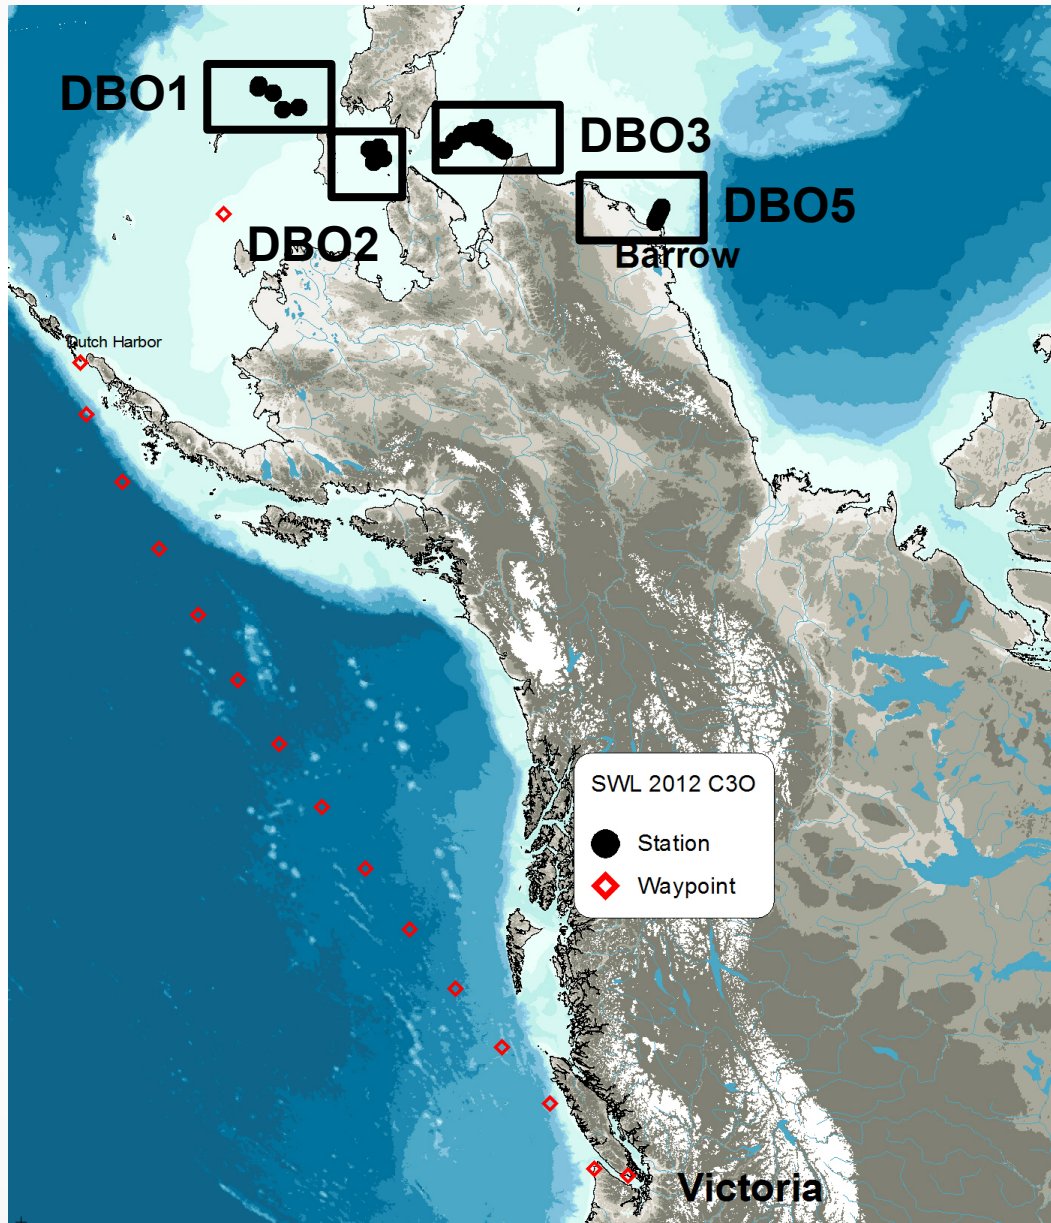 DBO1
DBO3
DBO5
DBO2
Barrow
Dutch Harbor
SWL 2012 C3O
Station
Waypoint
Victoria